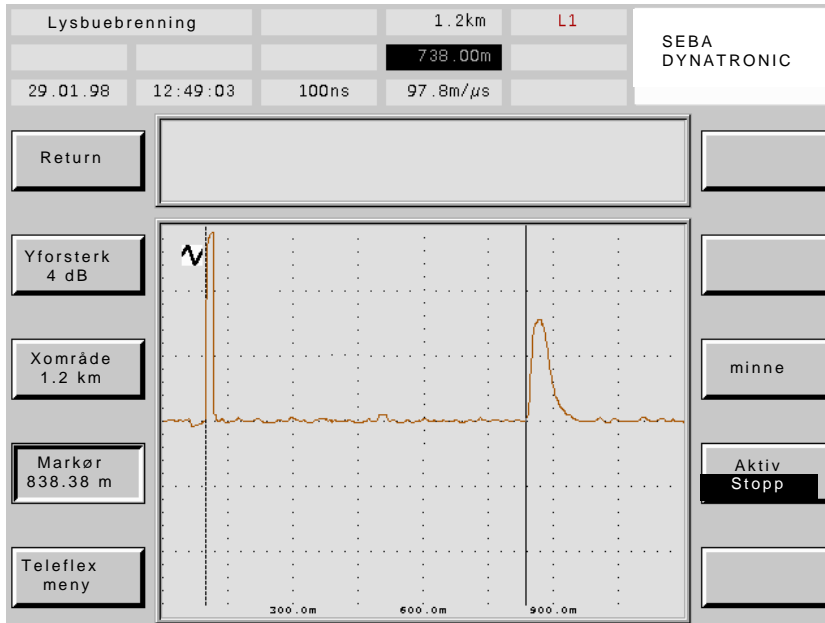 Lysbuebrenning
1.2km
L1
738.00m
SEBA
DYNATRONIC
29.01.98
12:49:03
100ns
97.8m/µs
Return
Yforsterk
4 dB
Xområde
1.2 km
minne
Markør
838.38 m
Aktiv
Stopp
Teleflex
meny
300.0m
600.0m
900.0m